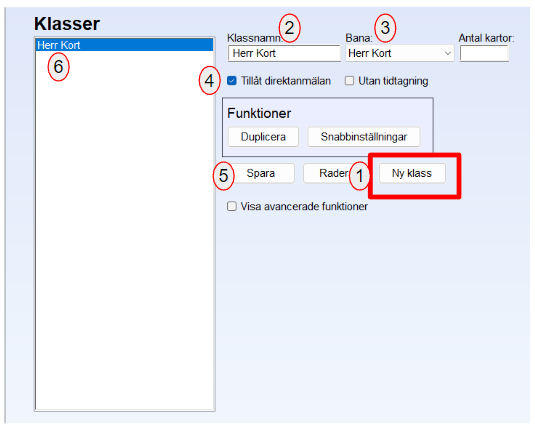 Klasser
Herr Kort
6
Klassnamn 2
Bana: 3
Antal kartor:
Herr Kort
Herr Kort
4 Tillåt direktanmälan
Utan tidtagning
Funktioner
Duplicera
Snabbinställningar
5 Spara
Rader
1 Ny klass
Visa avancerade funktioner